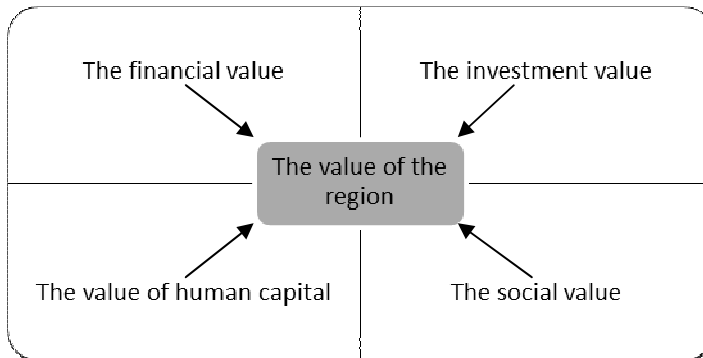 The financial value
The investment value
The value of the
region
The value of human capital
The social value